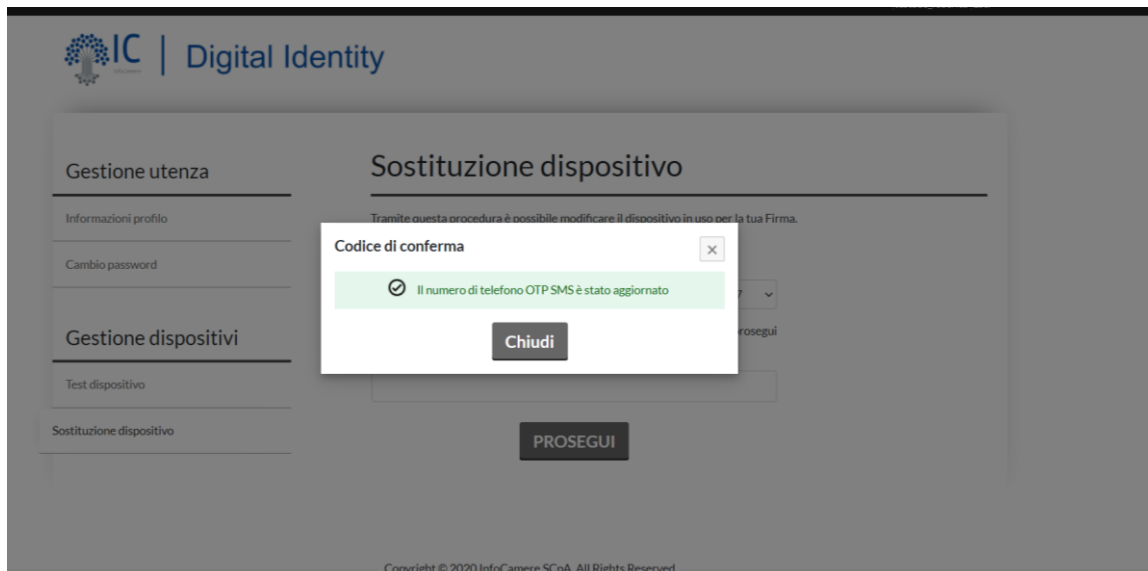 IC | Digital Identity
Gestione utenza
Informazioni profilo
Cambio password
Gestione dispositivi
Test dispositivo
Sostituzione dispositivo
Sostituzione dispositivo
Tramite questa procedura è possibile modificare il dispositivo in uso per la tua Firma.
Codice di conferma
Il numero di telefono OTP SMS è stato aggiornato
Chiudi
7
prosegui
PROSEGUI
Copyright © 2020 InfoCamere SCpA. All Rights Reserved